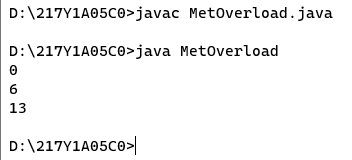 D:\217Y1A05C0>javac MetOverload.java
D:\217Y1A05C0>java MetOverload
0
6
13
D:\217Y1A05C0>